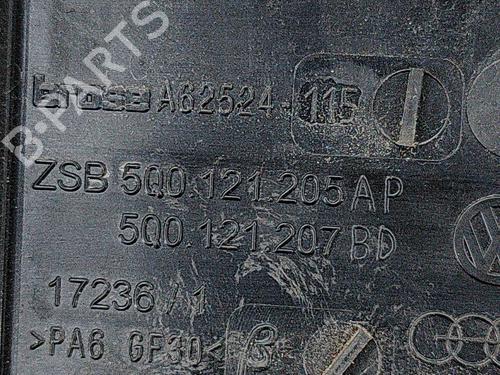 B-PARTS
brose A62524-115
ZSB 5Q0.121.205 AP
5Q0.121.207 BD
17236/1
>PA6 GF30<